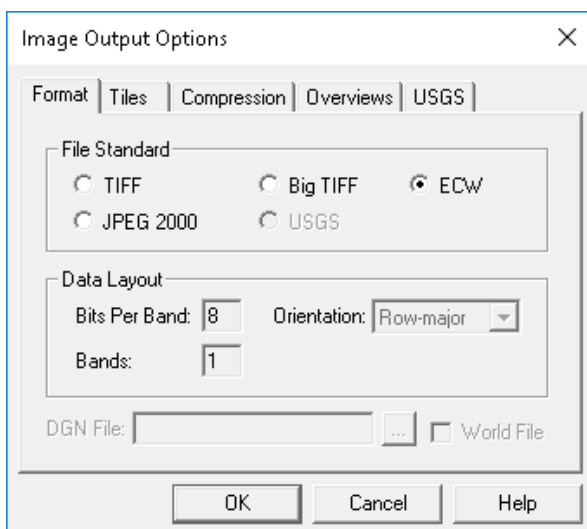 Image Output Options
Format Tiles Compression Overviews USGS
File Standard
TIFF Big TIFF ECW
JPEG 2000 USGS
Data Layout
Bits Per Band: 8 Orientation: Row-major
Bands: 1
DGN File: ... World File
OK Cancel Help